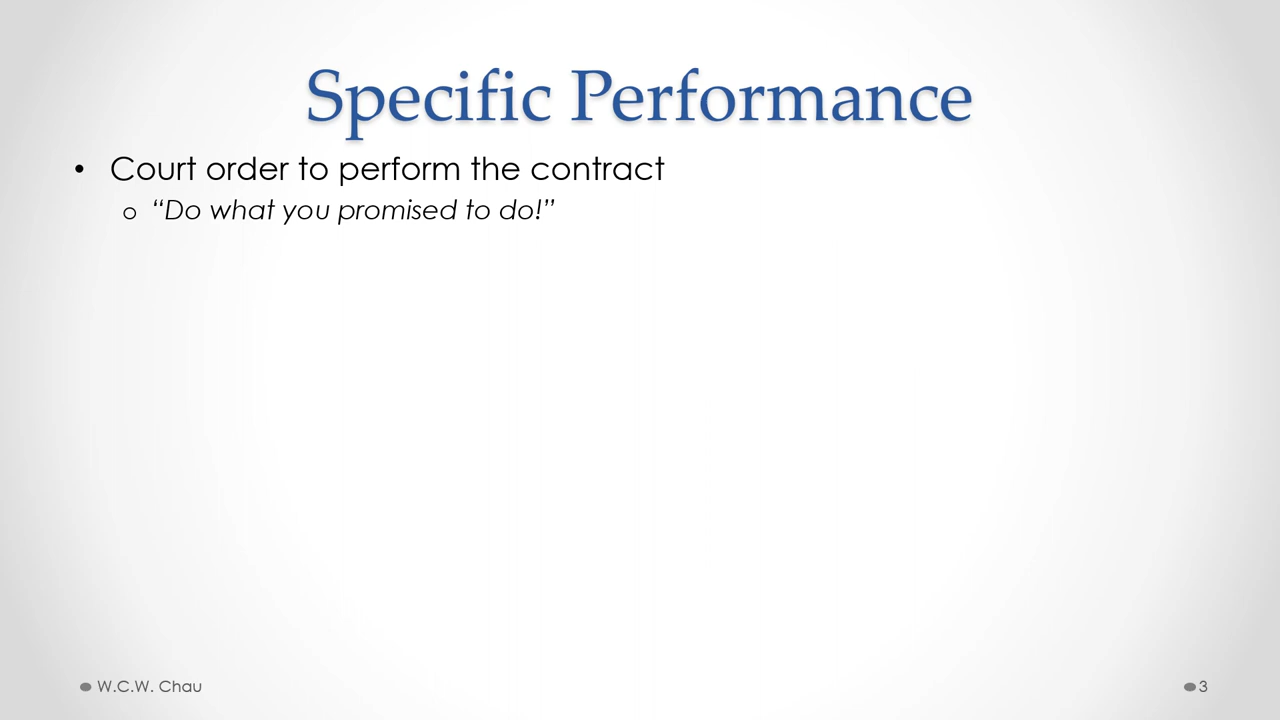 Specific Performance
• Court order to perform the contract
o “Do what you promised to do!”
W.C.W. Chau
3